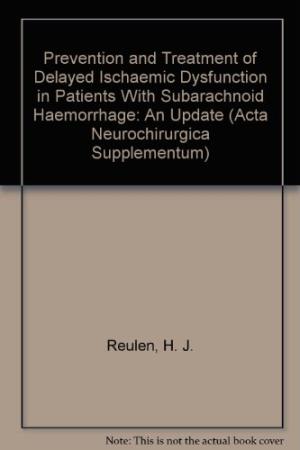 Prevention and Treatment of
Delayed Ischaemic Dysfunction in
Patients With Subarachnoid
Haemorrhage: An Update (Acta
Neurochirurgica
Supplementum)
Reulen, H. J.
Note: This is not the actual book cover